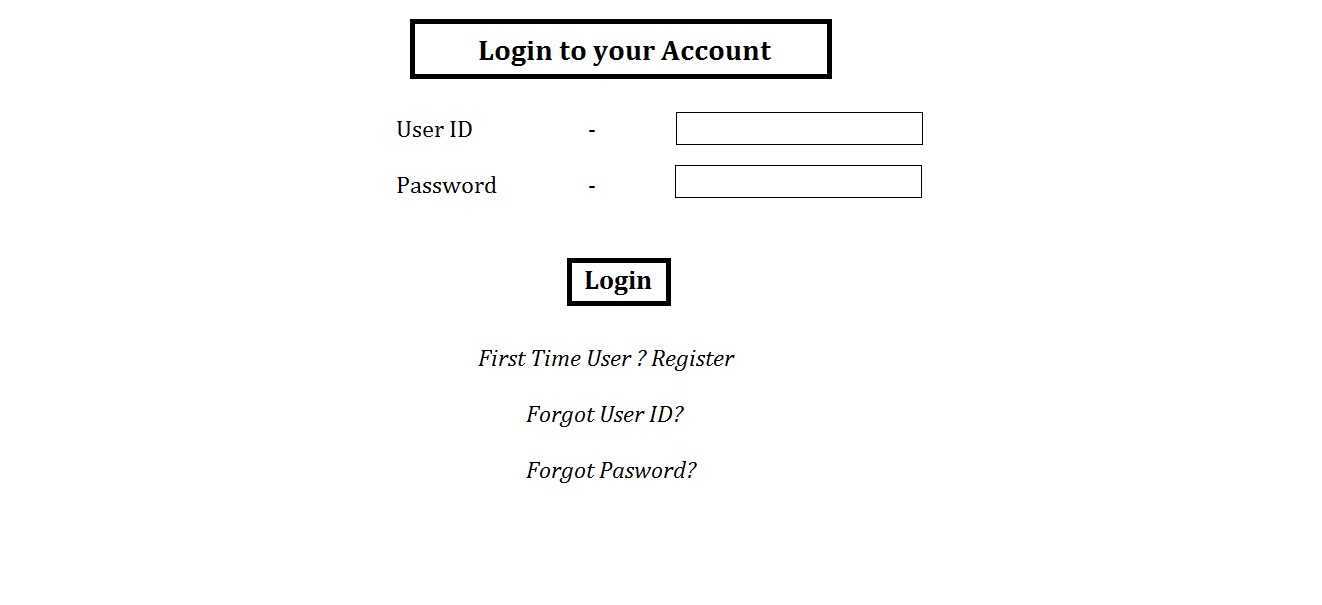 Login to your Account
User ID -
Password -
Login
First Time User ? Register
Forgot User ID?
Forgot Pasword?